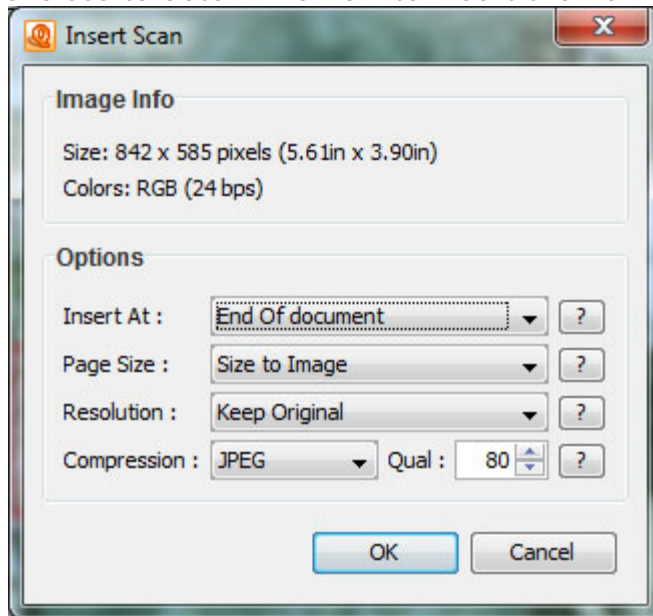 Insert Scan
Image Info
Size: 842 x 585 pixels (5.61in x 3.90in)
Colors: RGB (24 bps)
Options
Insert At : End Of document ?
Page Size : Size to Image ?
Resolution : Keep Original ?
Compression : JPEG Qual : 80 ?
OK Cancel